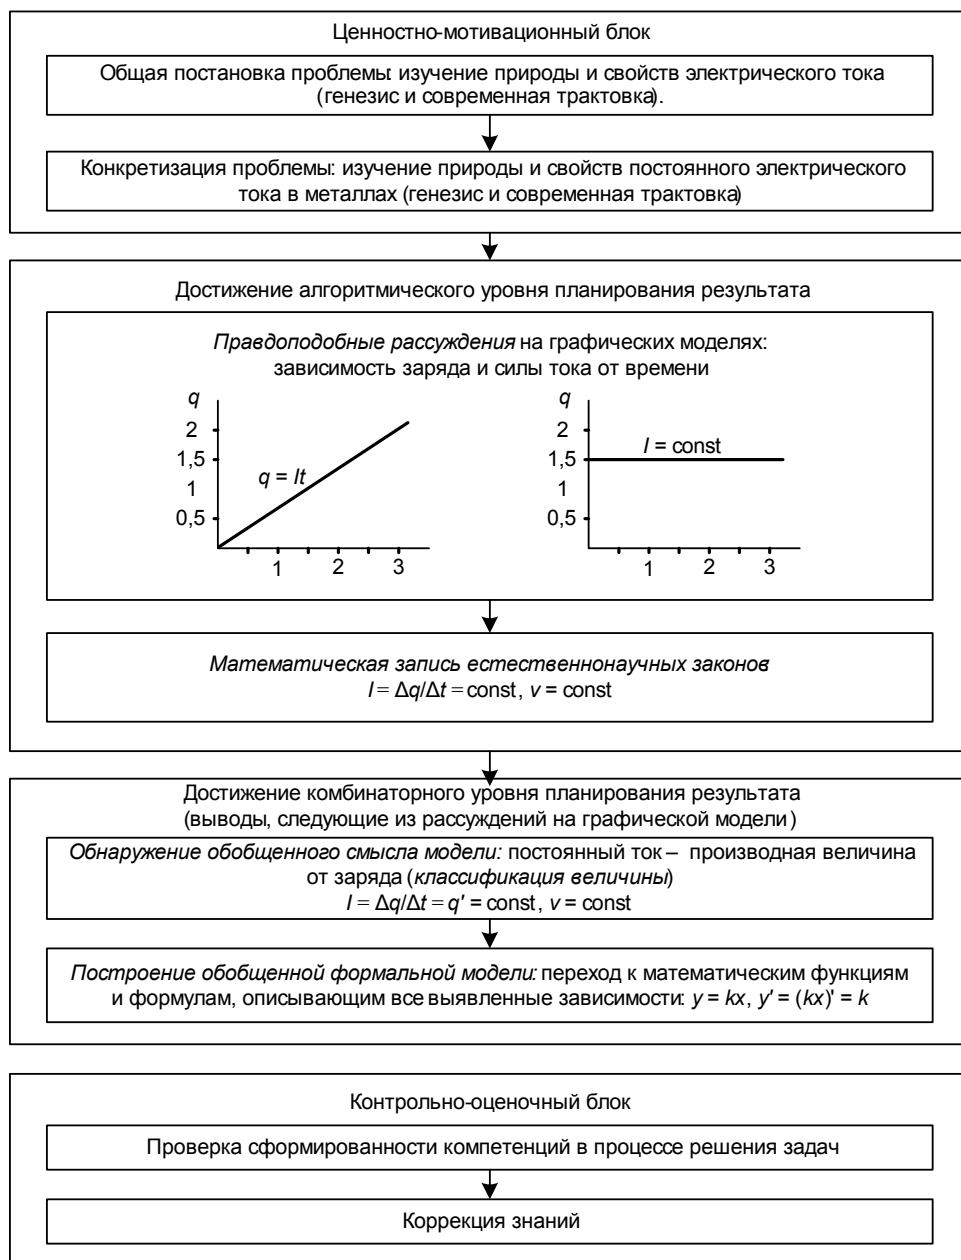 Ценностно-мотивационный блок
Общая постановка проблемы: изучение природы и свойств электрического тока
(генезис и современная трактовка).
Конкретизация проблемы: изучение природы и свойств постоянного электрического
тока в металлах (генезис и современная трактовка)
Достижение алгоритмического уровня планирования результата
Правдоподобные рассуждения на графических моделях:
зависимость заряда и силы тока от времени
q
2
1,5
1
0,5
q = It
1 2 3
q
2
1,5
1
0,5
I = const
1 2 3
Математическая запись естественнонаучных законов
I = Δq/Δt = const, v = const
Достижение комбинаторного уровня планирования результата
(выводы, следующие из рассуждений на графической модели)
Обнаружение обобщенного смысла модели: постоянный ток – производная величина
от заряда (классификация величины)
I = Δq/Δt = q' = const, v = const
Построение обобщенной формальной модели: переход к математическим функциям
и формулам, описывающим все выявленные зависимости: y = kx, y' = (kx)' = k
Контрольно-оценочный блок
Проверка сформированности компетенций в процессе решения задач
Коррекция знаний